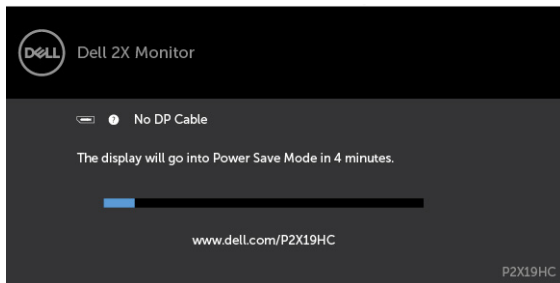 DELL
Dell 2X Monitor
? No DP Cable
The display will go into Power Save Mode in 4 minutes.
www.dell.com/P2X19HC
P2X19HC